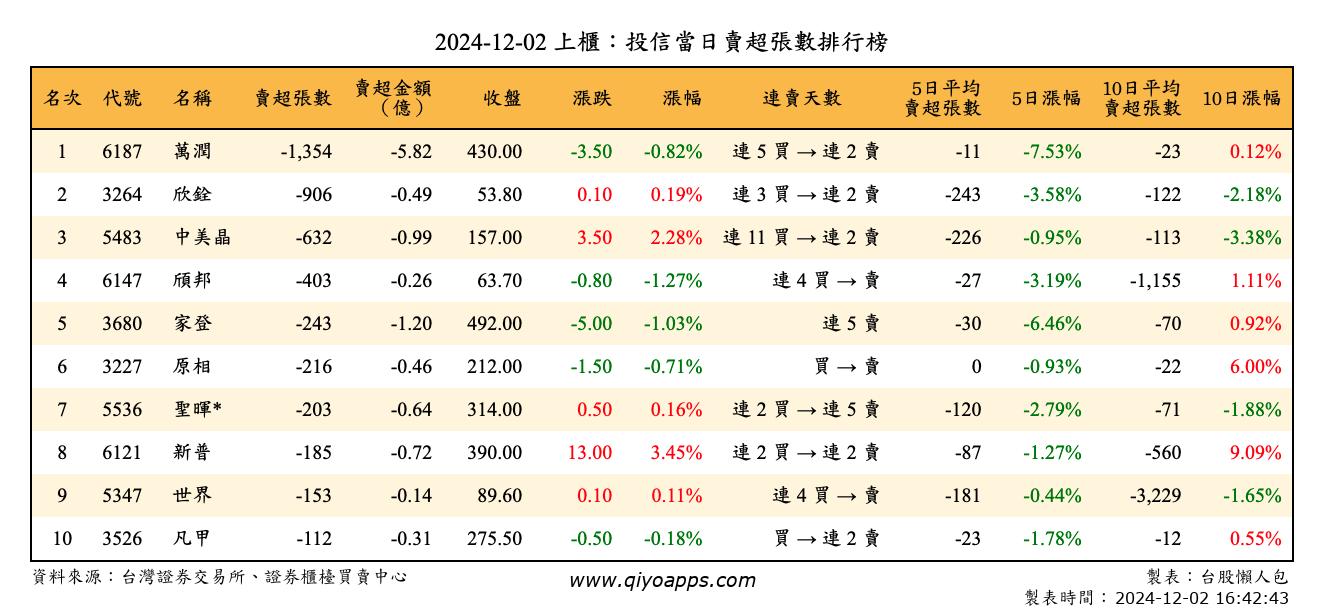 2024-12-02 上櫃：投信當日賣超張數排行榜
名次 代號 名稱 賣超張數 賣超金額（億） 收盤 漲跌 漲幅 連賣天數 5日平均賣超張數 5日漲幅 10日平均賣超張數 10日漲幅
1 6187 萬潤 -1,354 -5.82 430.00 -3.50 -0.82% 連 5 買 → 連 2 賣 -11 -7.53% -23 0.12%
2 3264 欣銓 -906 -0.49 53.80 0.10 0.19% 連 3 買 → 連 2 賣 -243 -3.58% -122 -2.18%
3 5483 中美晶 -632 -0.99 157.00 3.50 2.28% 連 11 買 → 連 2 賣 -226 -0.95% -113 -3.38%
4 6147 頎邦 -403 -0.26 63.70 -0.80 -1.27% 連 4 買 → 賣 -27 -3.19% -1,155 1.11%
5 3680 家登 -243 -1.20 492.00 -5.00 -1.03% 連 5 賣 -30 -6.46% -70 0.92%
6 3227 原相 -216 -0.46 212.00 -1.50 -0.71% 買 → 賣 0 -0.93% -22 6.00%
7 5536 聖暉* -203 -0.64 314.00 0.50 0.16% 連 2 買 → 連 5 賣 -120 -2.79% -71 -1.88%
8 6121 新普 -185 -0.72 390.00 13.00 3.45% 連 2 買 → 連 2 賣 -87 -1.27% -560 9.09%
9 5347 世界 -153 -0.14 89.60 0.10 0.11% 連 4 買 → 賣 -181 -0.44% -3,229 -1.65%
10 3526 凡甲 -112 -0.31 275.50 -0.50 -0.18% 買 → 連 2 賣 -23 -1.78% -12 0.55%
資料來源：台灣證券交易所、證券櫃檯買賣中心
www.qiyoapps.com
製表：台股懶人包
製表時間：2024-12-02 16:42:43